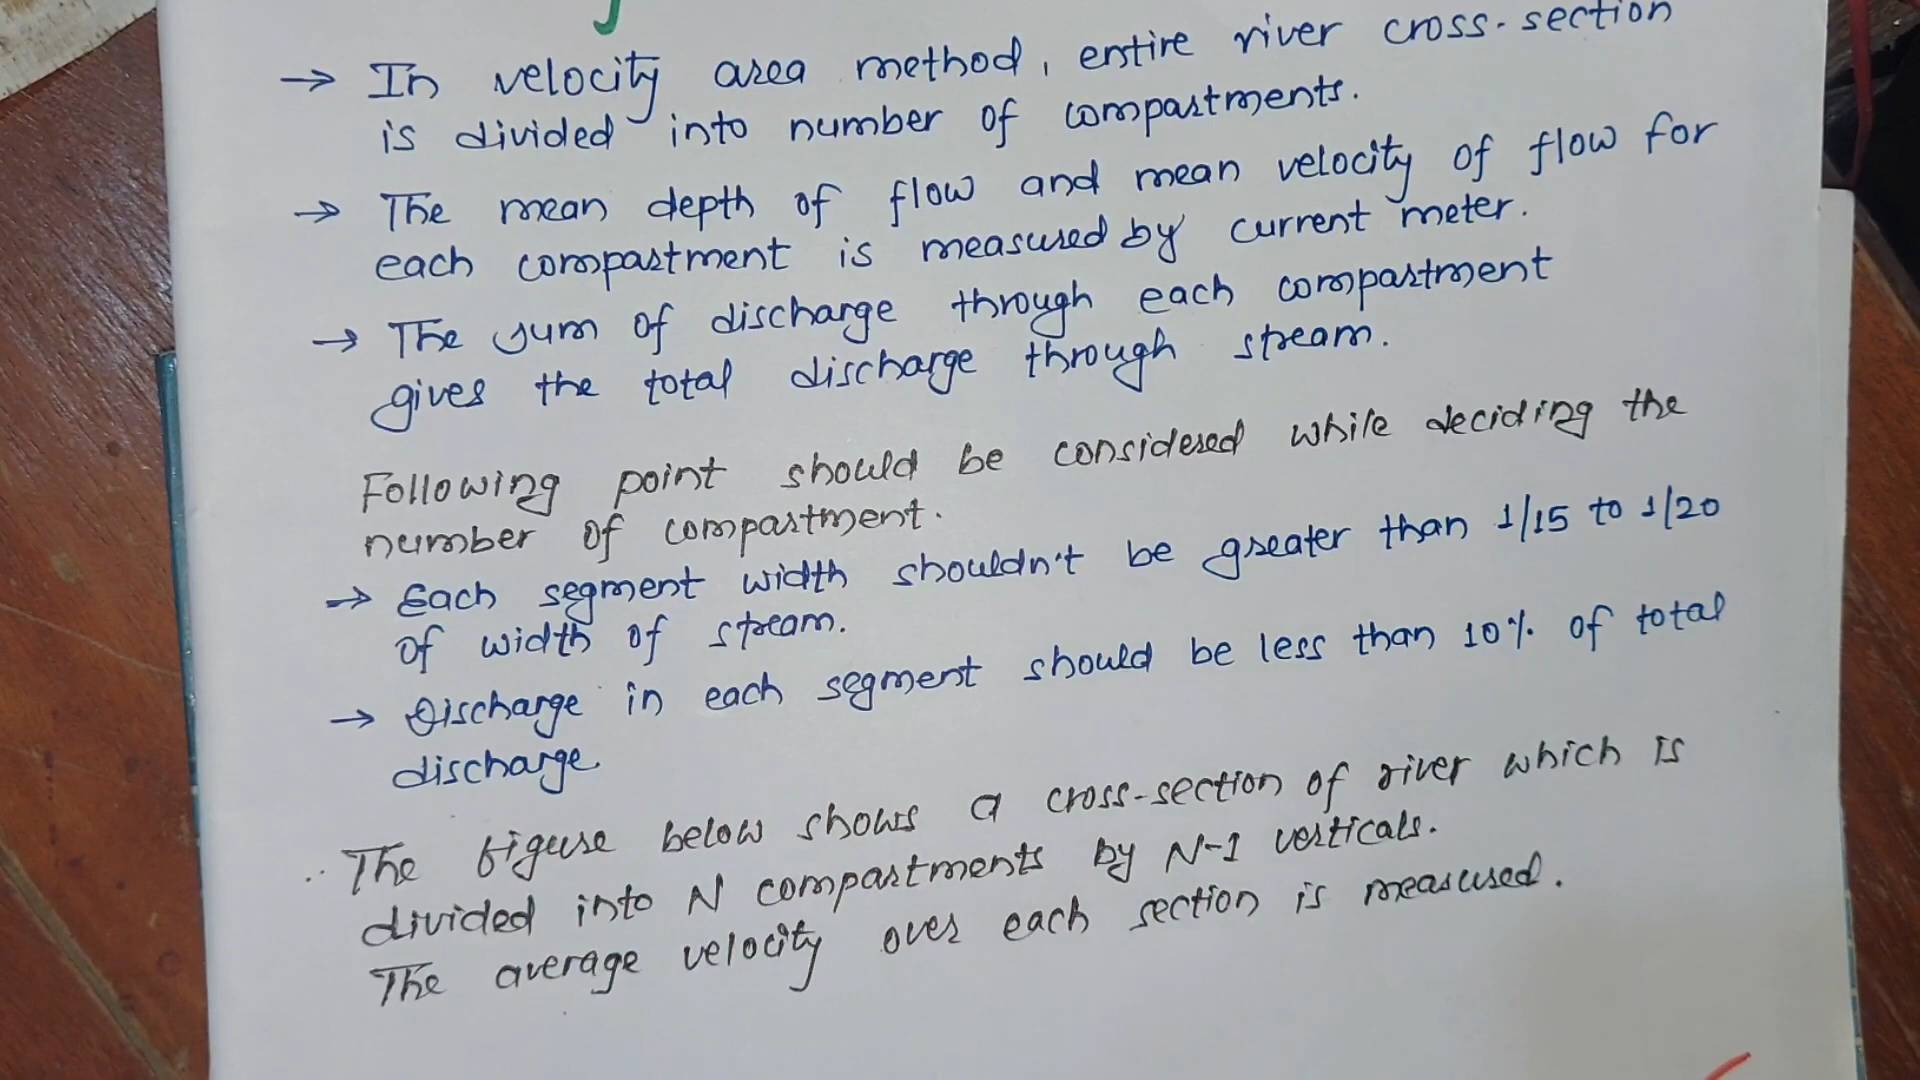 → In velocity area method, entire river cross-section
is divided into number of compartments.
→ The mean depth of flow and mean velocity of flow for
each compartment is measured by current meter.
→ The sum of discharge through each compartment
gives the total discharge through stream.
Following point should be considered while deciding the
number of compartment.
→ Each segment width shouldn't be greater than 1/15 to 1/20
of width of stream.
→ Discharge in each segment should be less than 10% of total
discharge.
The figure below shows a cross-section of river which is
divided into N compartments by N-1 verticals.
The average velocity over each section is measured.